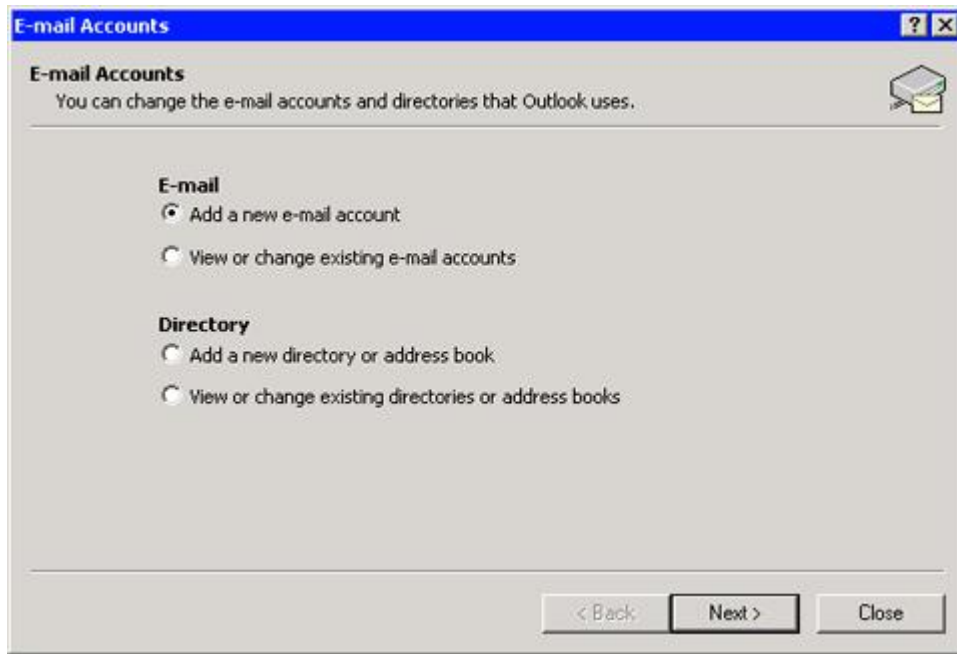 E-mail Accounts
E-mail Accounts
You can change the e-mail accounts and directories that Outlook uses.
E-mail
Add a new e-mail account
View or change existing e-mail accounts
Directory
Add a new directory or address book
View or change existing directories or address books
< Back Next > Close